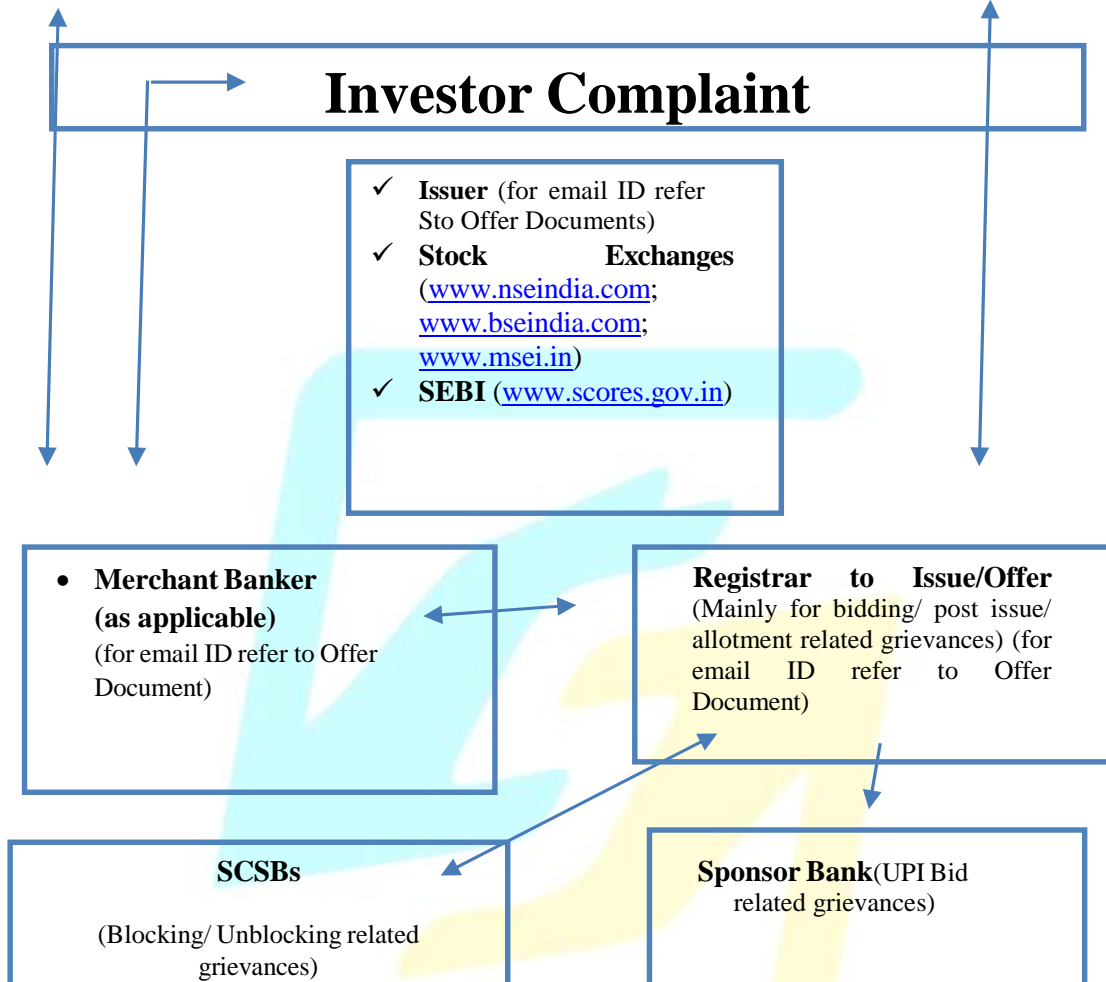 Investor Complaint
✓ Issuer (for email ID refer
Sto Offer Documents)
✓ Stock Exchanges
(www.nseindia.com;
www.bseindia.com;
www.msei.in)
✓ SEBI (www.scores.gov.in)
• Merchant Banker
(as applicable)
(for email ID refer to Offer
Document)
Registrar to Issue/Offer
(Mainly for bidding/ post issue/
allotment related grievances) (for
email ID refer to Offer
Document)
SCSBs
(Blocking/ Unblocking related
grievances)
Sponsor Bank(UPI Bid
related grievances)